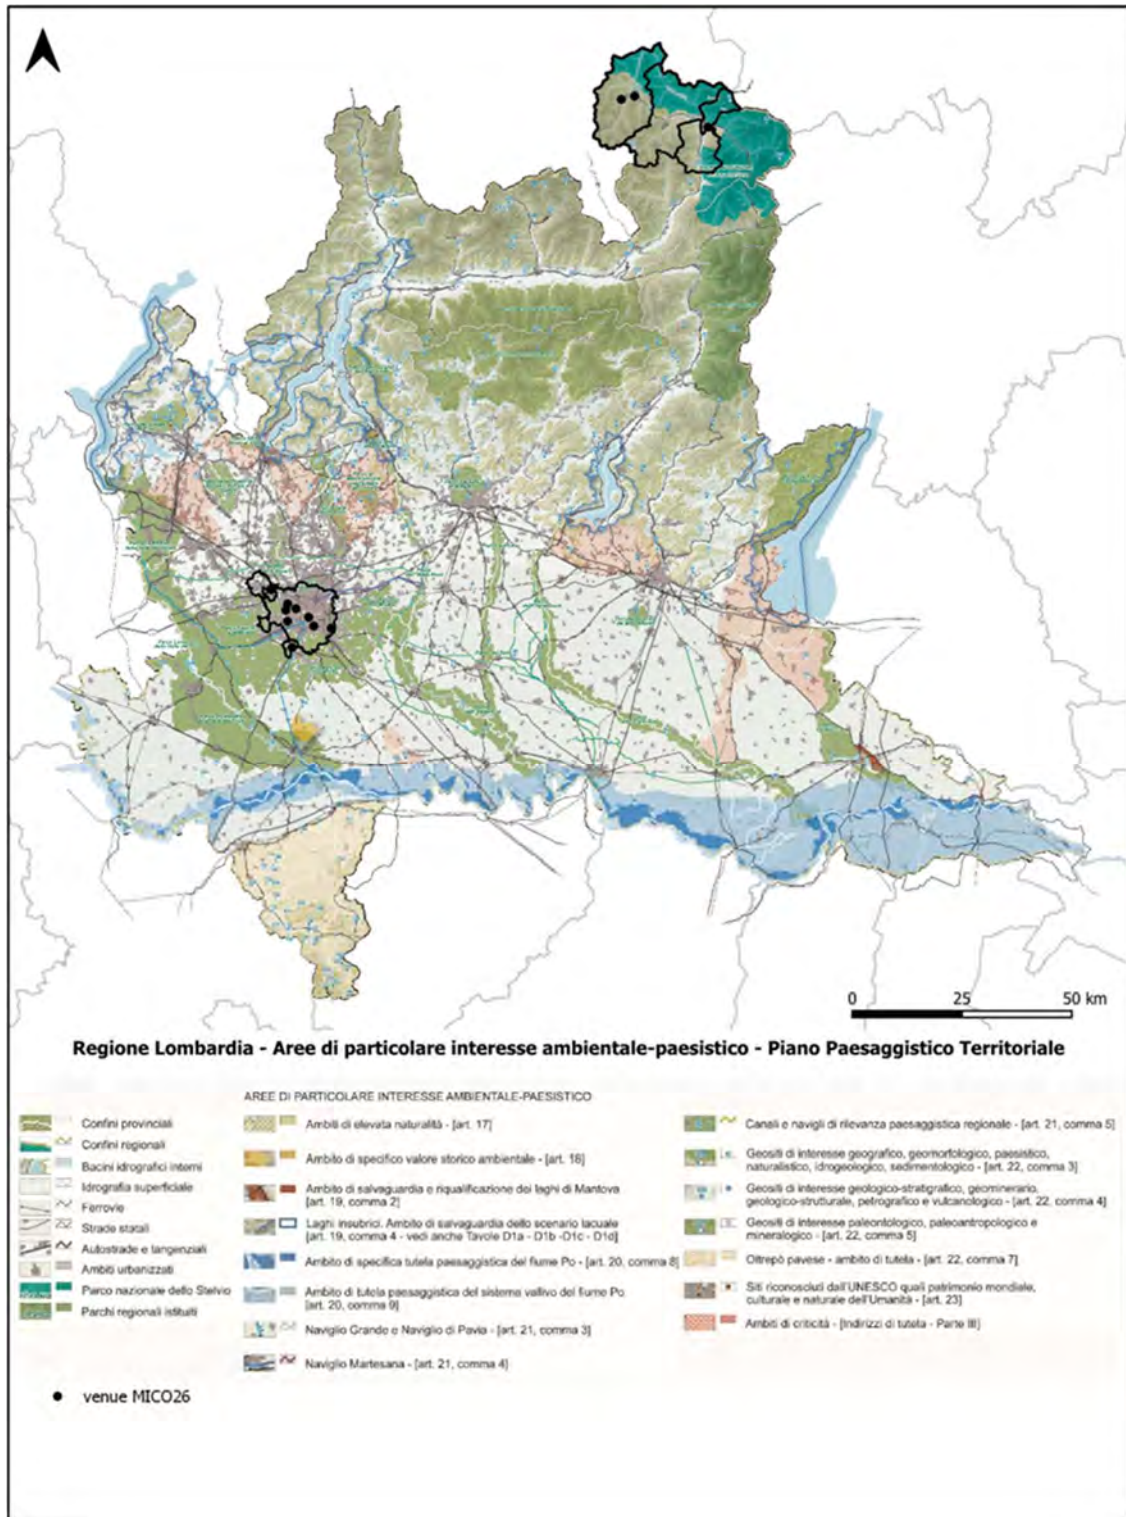 0 25 50 km
Regione Lombardia - Aree di particolare interesse ambientale-paesistico - Piano Paesaggistico Territoriale
AREE DI PARTICOLARE INTERESSE AMBIENTALE-PAESISTICO
Confini provinciali
Confini regionali
Bacini idrografici interni
Idrografia superficiale
Ferrovie
Strade statali
Autostrade e tangenziali
Ambiti urbanizzati
Parco nazionale dello Stelvio
Parchi regionali istituiti
Ambiti di elevata naturalità - [art. 17]
Ambito di specifico valore storico ambientale - [art. 18]
Ambito di salvaguardia e riqualificazione dei laghi di Mantova
[art. 19, comma 2]
Laghi insubrici. Ambito di salvaguardia dello scenario lacuale
[art. 19, comma 4 - vedi anche Tavole D1a - D1b -D1c - D1d]
Ambito di specifica tutela paesaggistica del fiume Po - [art. 20, comma 8]
Ambito di tutela paesaggistica del sistema vallivo del fiume Po
[art. 20, comma 9]
Naviglio Grande e Naviglio di Pavia - [art. 21, comma 3]
Naviglio Martesana - [art. 21, comma 4]
Canali e navigli di rilevanza paesaggistica regionale - [art. 21, comma 5]
Geositi di interesse geografico, geomorfologico, paesistico,
naturalistico, idrogeologico, sedimentologico - [art. 22, comma 3]
Geositi di interesse geologico-stratigrafico, geominerario,
geologico-strutturale, petrografico e vulcanologico - [art. 22, comma 4]
Geositi di interesse paleontologico, paleoantropologico e
mineralogico - [art. 22, comma 5]
Oltrepò pavese - ambito di tutela - [art. 22, comma 7]
Siti riconosciuti dall'UNESCO quali patrimonio mondiale,
culturale e naturale dell'Umanità - [art. 23]
Ambiti di criticità - [Indirizzi di tutela - Parte III]
venue MICO26